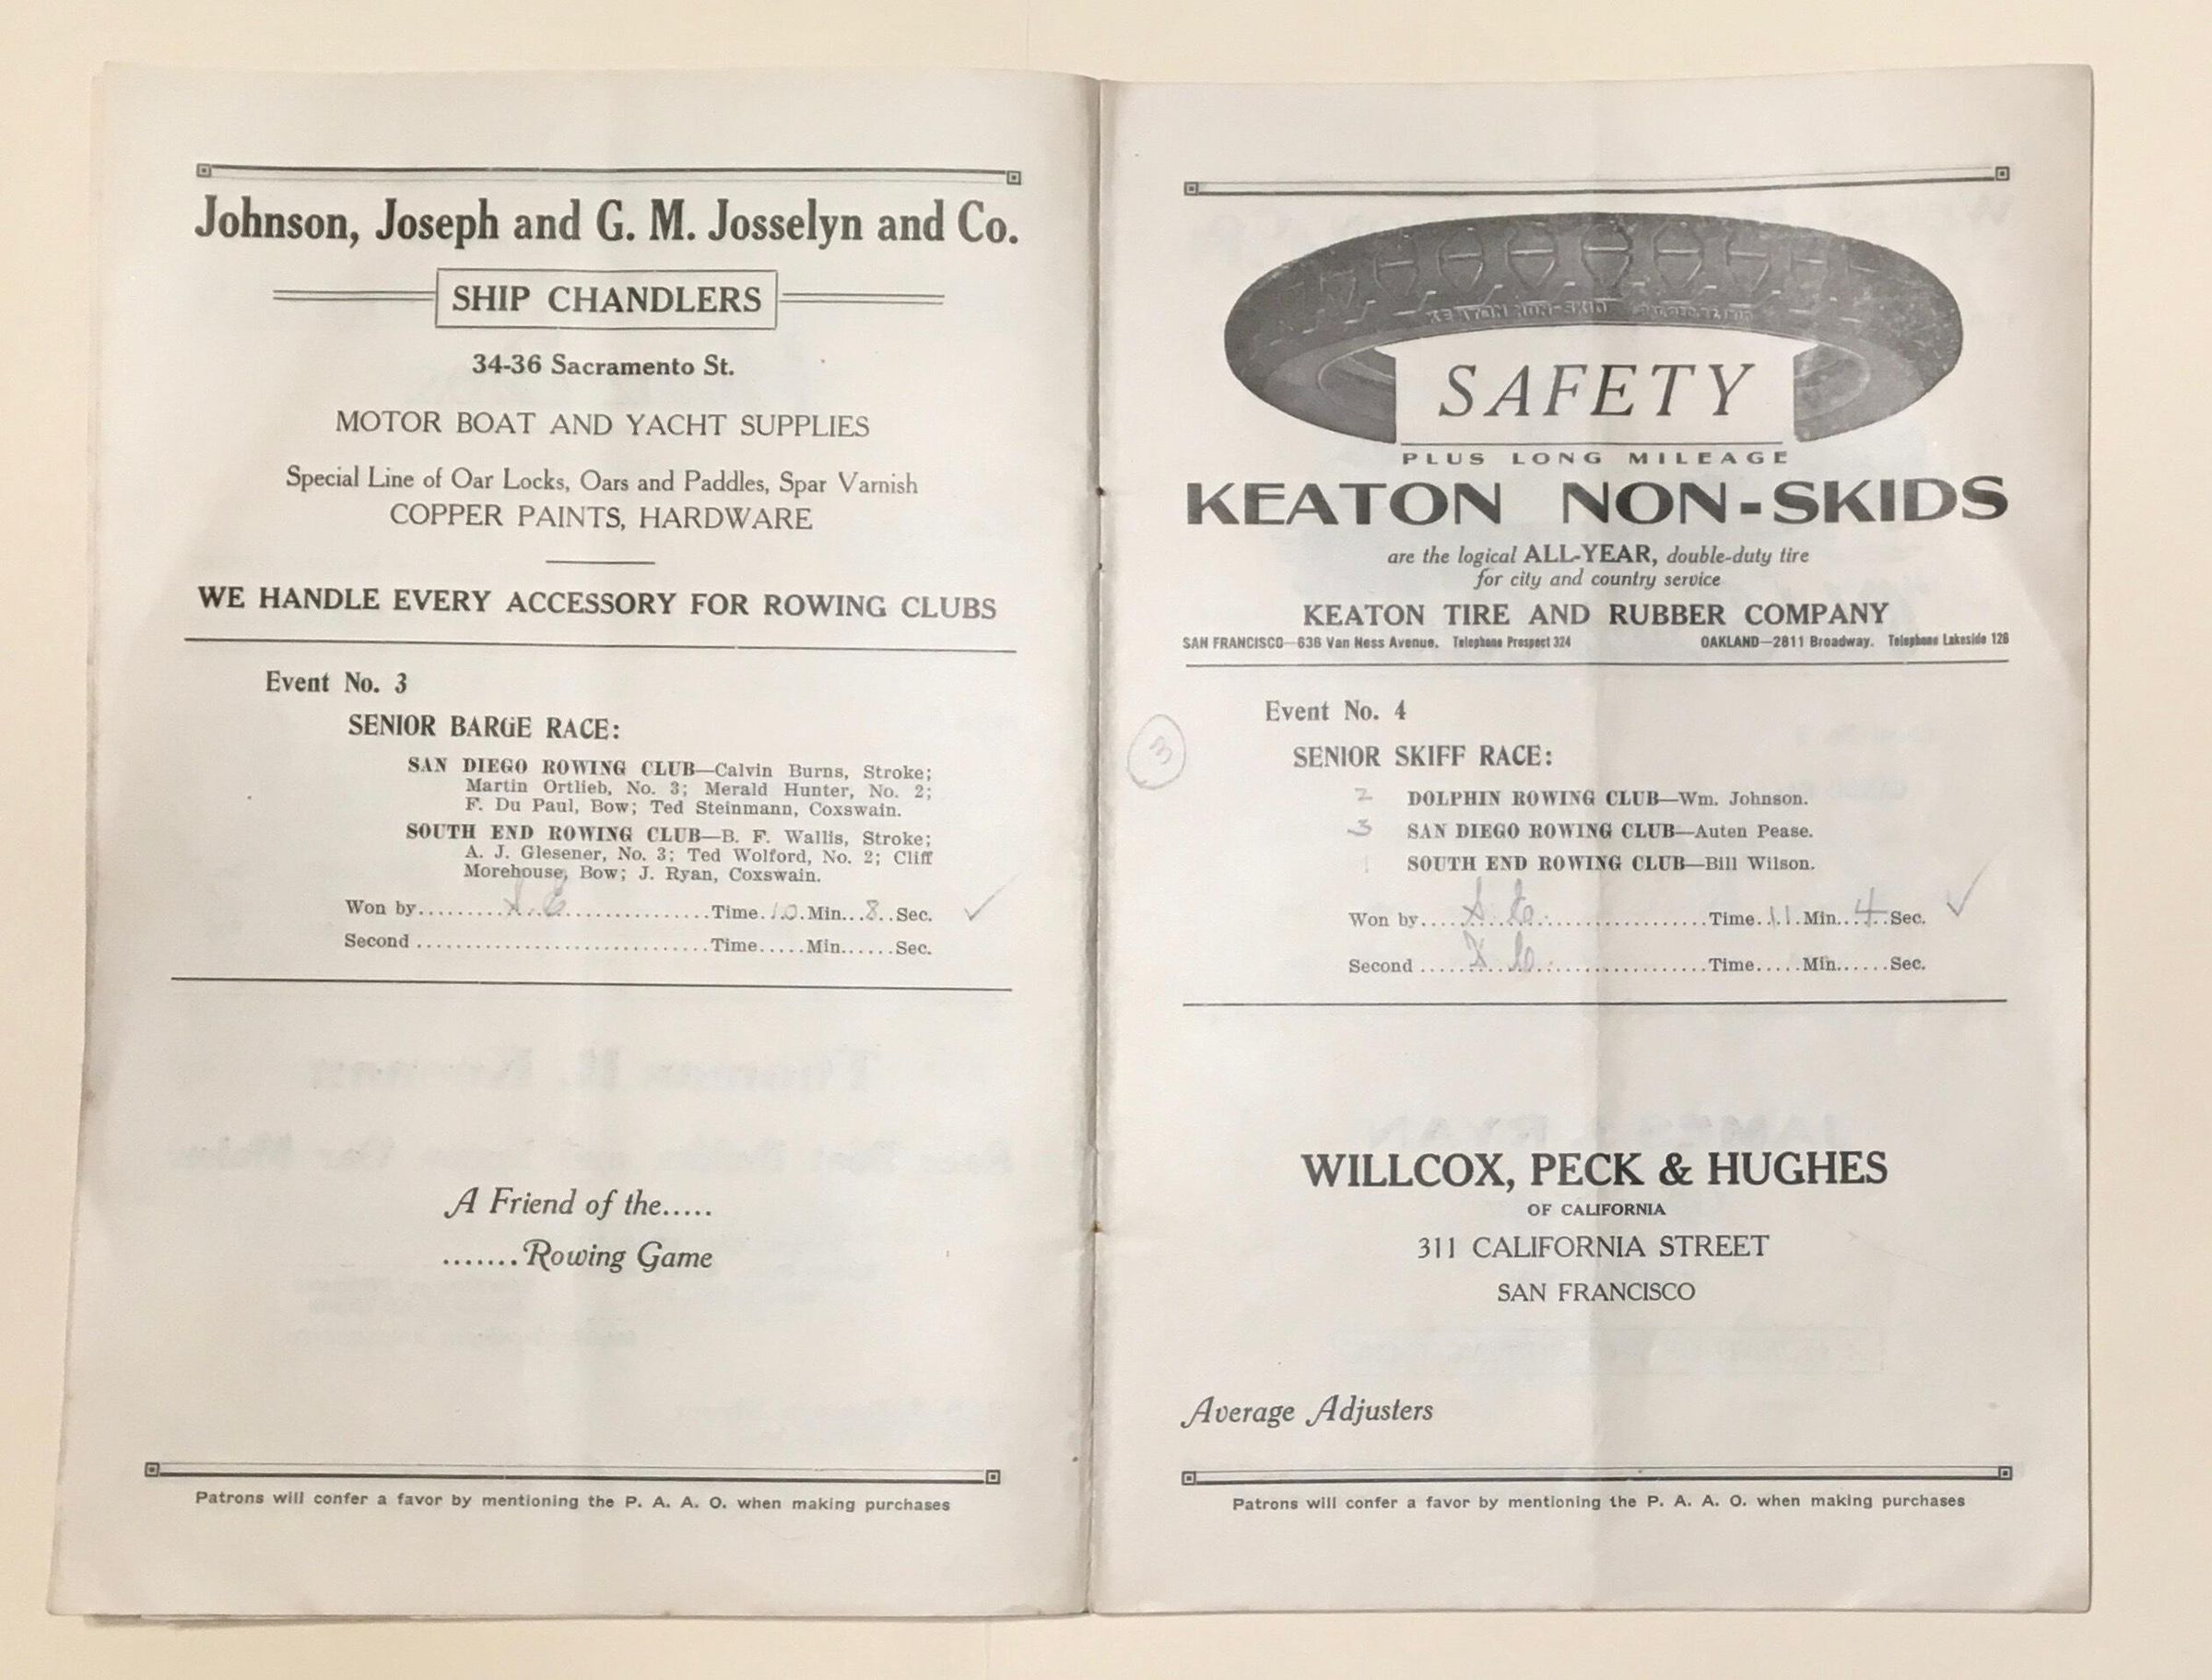 Johnson, Joseph and G. M. Josselyn and Co.
SHIP CHANDLERS
34-36 Sacramento St.
MOTOR BOAT AND YACHT SUPPLIES
Special Line of Oar Locks, Oars and Paddles, Spar Varnish
COPPER PAINTS, HARDWARE
WE HANDLE EVERY ACCESSORY FOR ROWING CLUBS
Event No. 3
SENIOR BARGE RACE:
SAN DIEGO ROWING CLUB—Calvin Burns, Stroke;
Martin Ortlieb, No. 3; Merald Hunter, No. 2;
F. Du Paul, Bow; Ted Steinmann, Coxswain.
SOUTH END ROWING CLUB—B. F. Wallis, Stroke;
A. J. Glesener, No. 3; Ted Wolford, No. 2; Cliff
Morehouse, Bow; J. Ryan, Coxswain.
Won by.......S. E.......Time.10.Min...8..Sec. ✓
Second .............................Time.....Min......Sec.
A Friend of the.....
.......Rowing Game
Patrons will confer a favor by mentioning the P. A. A. O. when making purchases
KEATON NON-SKID
SAFETY
PLUS LONG MILEAGE
KEATON NON-SKIDS
are the logical ALL-YEAR, double-duty tire
for city and country service
KEATON TIRE AND RUBBER COMPANY
SAN FRANCISCO—636 Van Ness Avenue. Telephone Prospect 324 OAKLAND—2811 Broadway. Telephone Lakeside 126
3
Event No. 4
SENIOR SKIFF RACE:
2 DOLPHIN ROWING CLUB—Wm. Johnson.
3 SAN DIEGO ROWING CLUB—Auten Pease.
1 SOUTH END ROWING CLUB—Bill Wilson.
Won by....S. E.......Time.11.Min...4..Sec. ✓
Second ...................Time.....Min......Sec.
WILLCOX, PECK & HUGHES
OF CALIFORNIA
311 CALIFORNIA STREET
SAN FRANCISCO
Average Adjusters
Patrons will confer a favor by mentioning the P. A. A. O. when making purchases